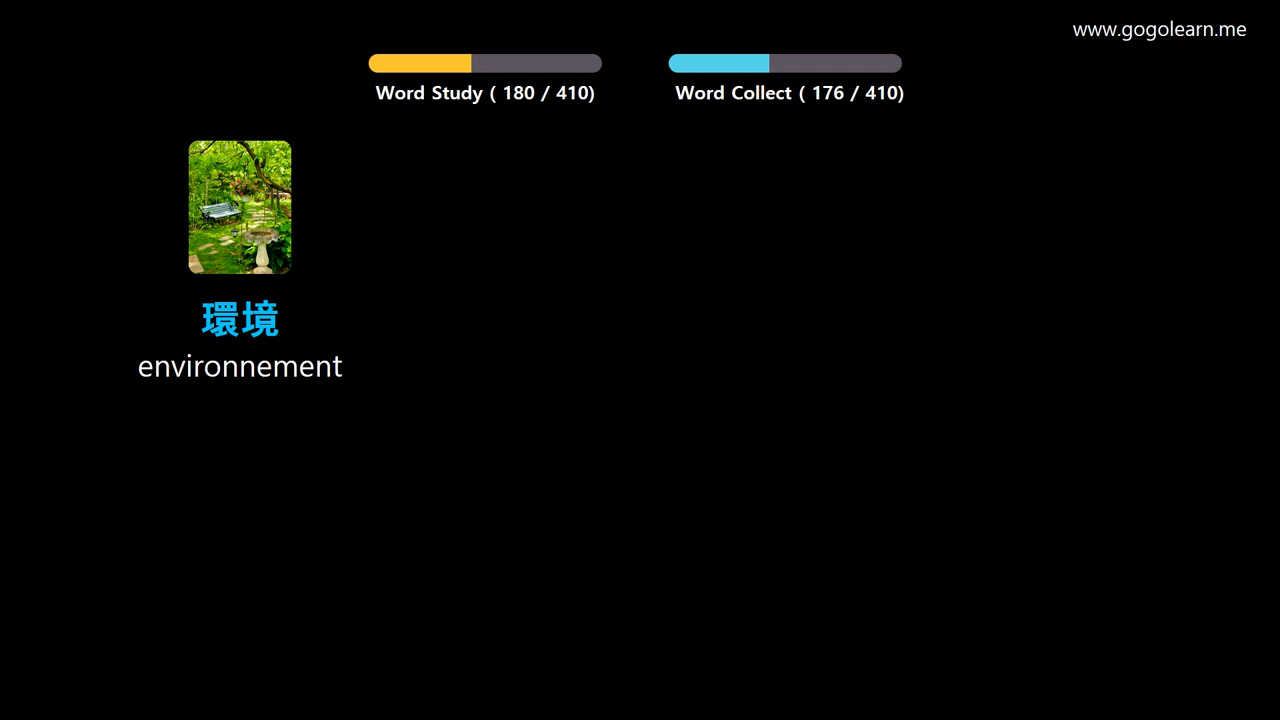 www.gogolearn.me
Word Study ( 180 / 410)
Word Collect ( 176 / 410)
環境
environnement